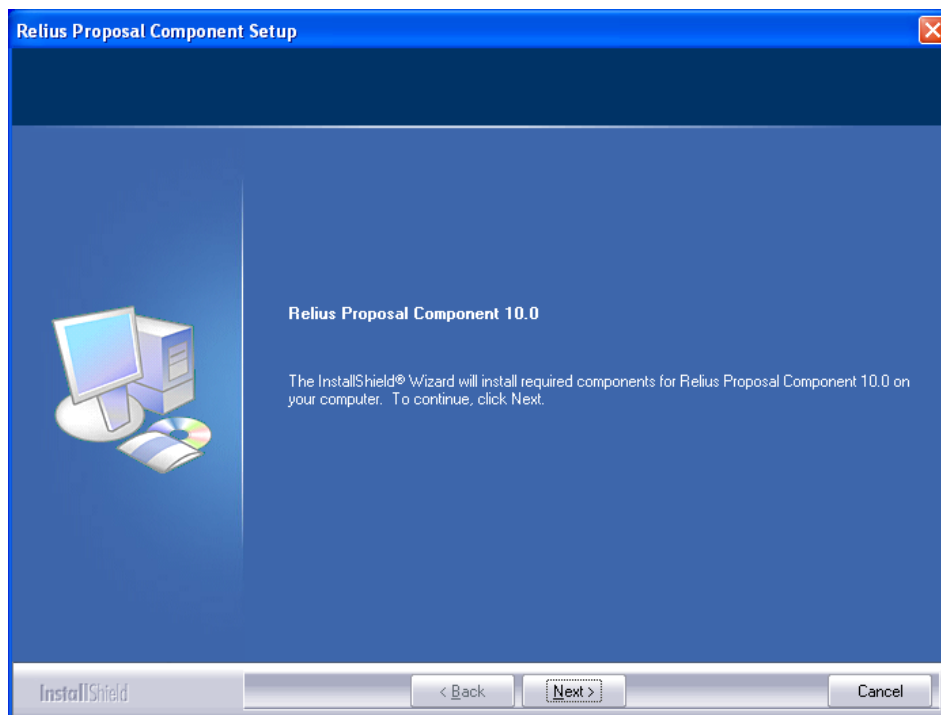 Relius Proposal Component Setup
Relius Proposal Component 10.0
The InstallShield® Wizard will install required components for Relius Proposal Component 10.0 on
your computer.  To continue, click Next.
InstallShield
< Back
Next >
Cancel